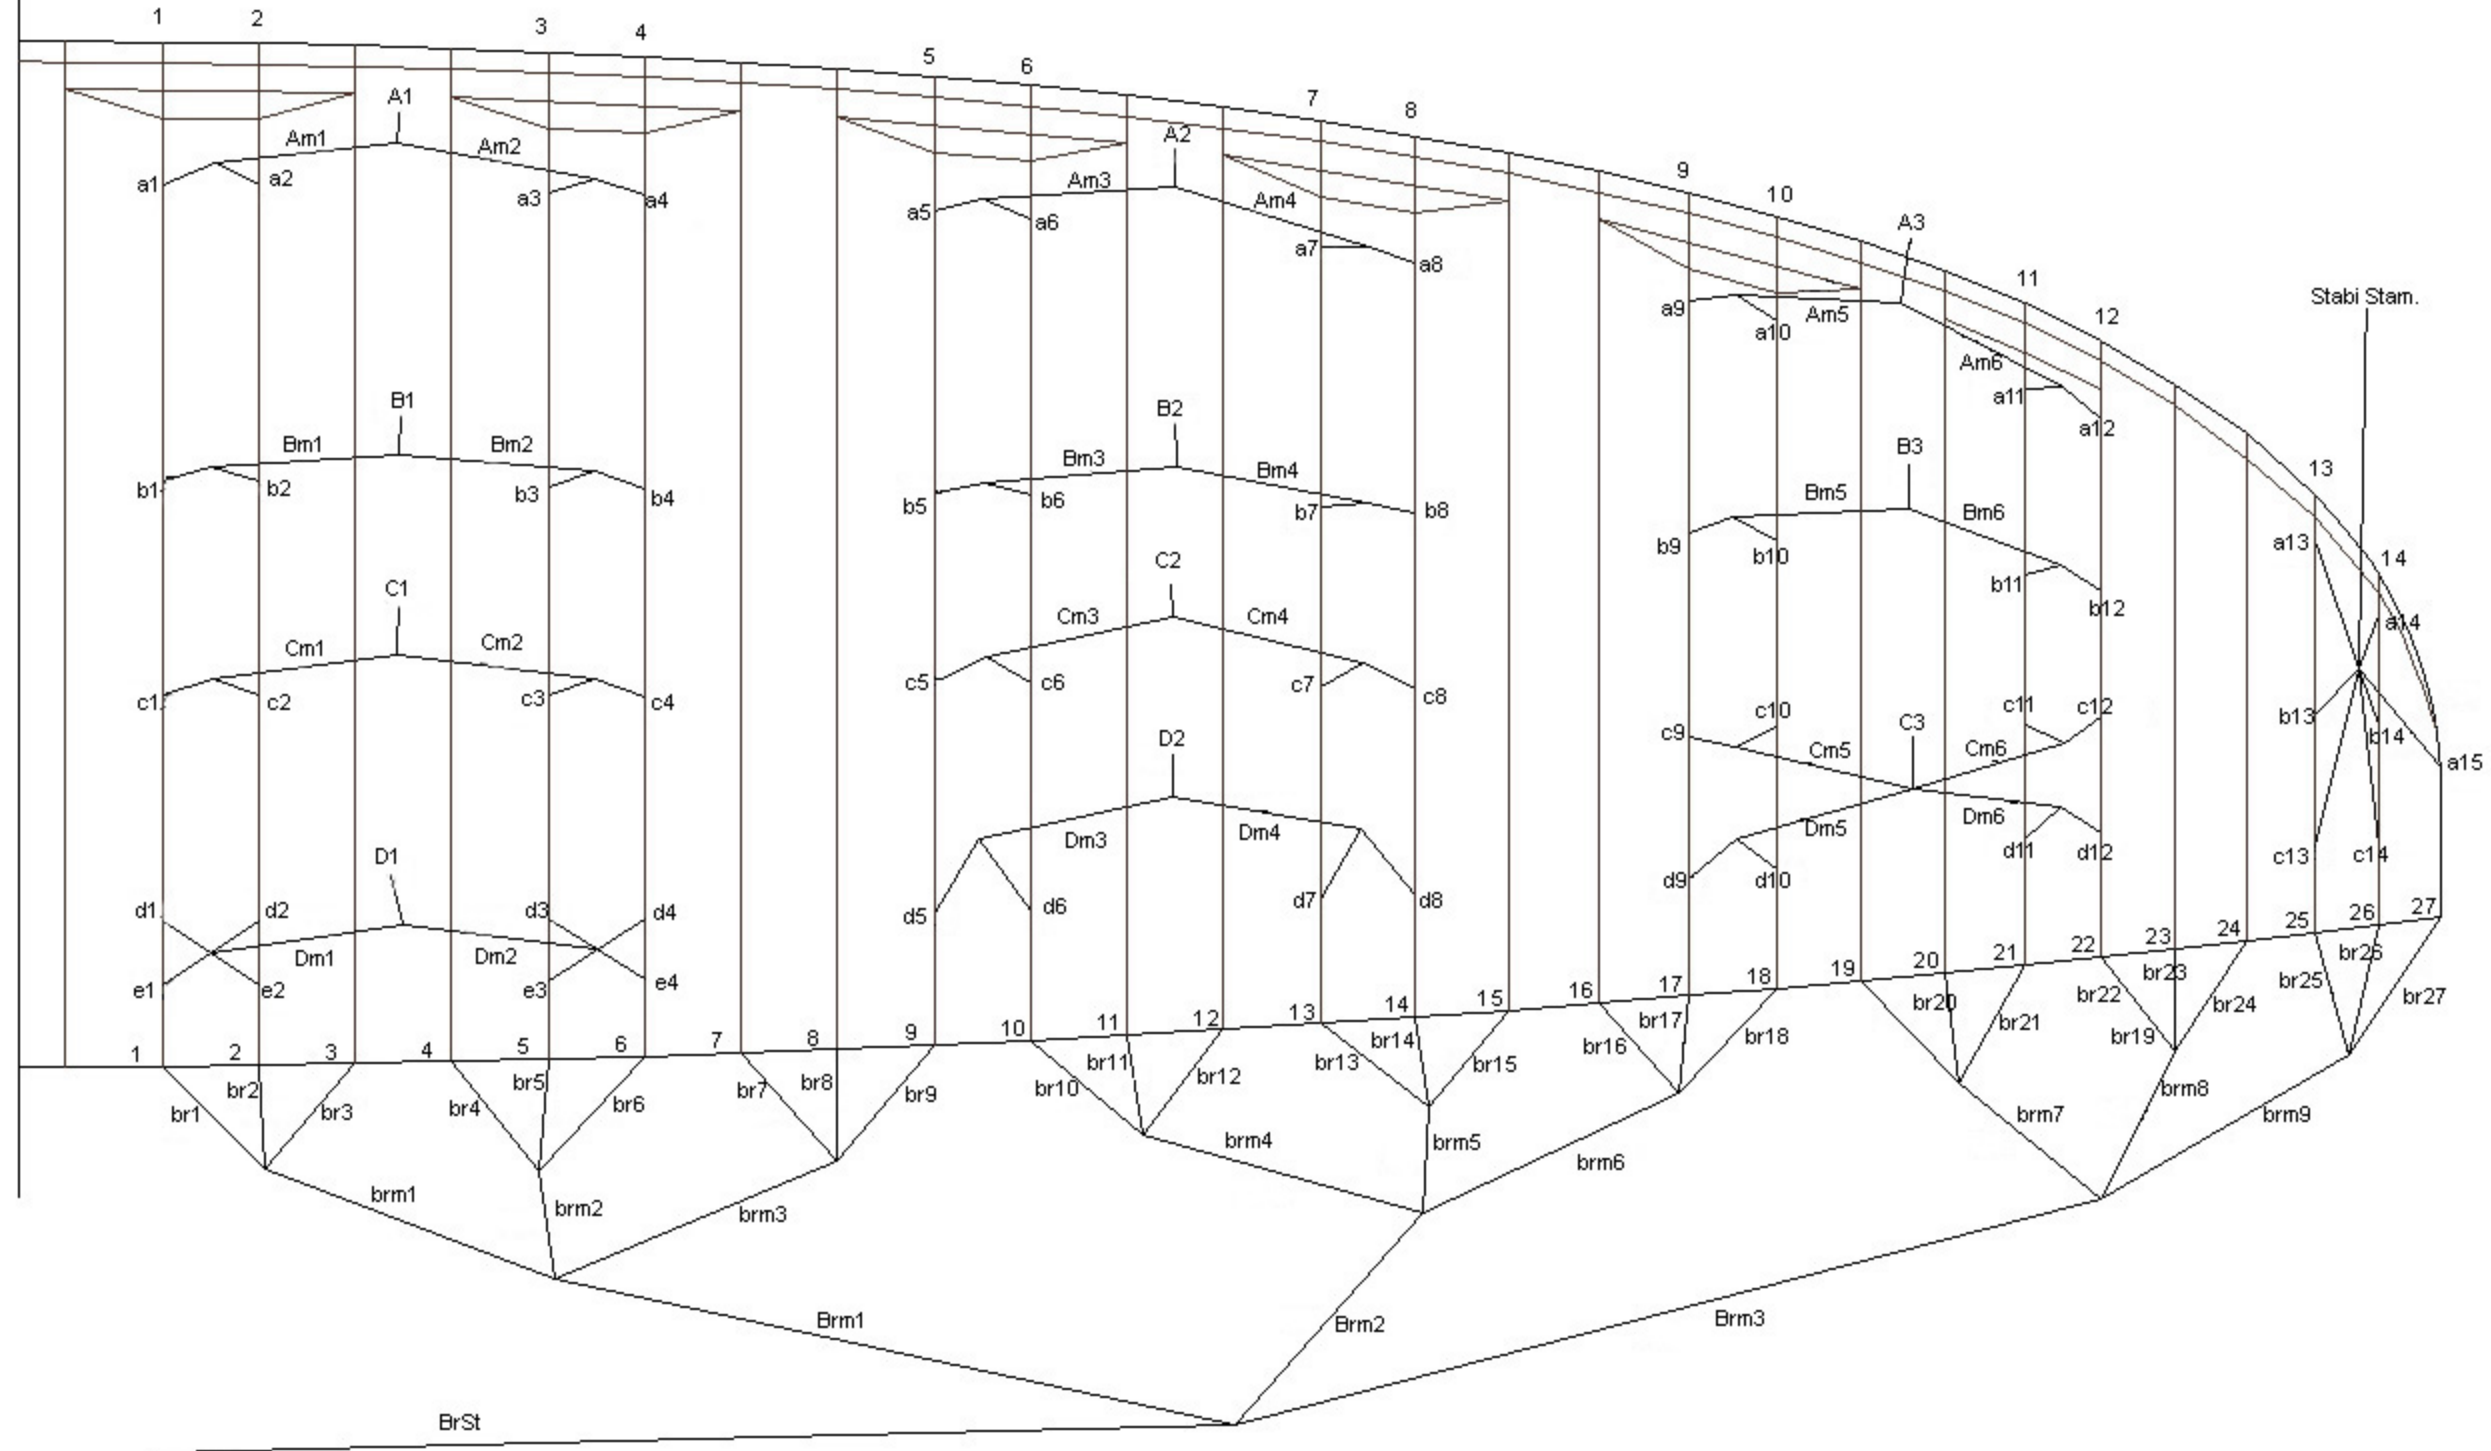 1 2 3 4 5 6 7 8 9 10 11 12 13 14
A1 A2 A3 Stabi Stam.
Am1 Am2 Am3 Am4 Am5 Am6
a1 a2 a3 a4 a5 a6 a7 a8 a9 a10 a11 a12 a13 a14 a15
B1 B2 B3
Bm1 Bm2 Bm3 Bm4 Bm5 Bm6
b1 b2 b3 b4 b5 b6 b7 b8 b9 b10 b11 b12 b13 b14
C1 C2 C3
Cm1 Cm2 Cm3 Cm4 Cm5 Cm6
c1 c2 c3 c4 c5 c6 c7 c8 c9 c10 c11 c12 c13 c14
D1 D2
Dm1 Dm2 Dm3 Dm4 Dm5 Dm6
d1 d2 d3 d4 d5 d6 d7 d8 d9 d10 d11 d12
e1 e2 e3 e4
1 2 3 4 5 6 7 8 9 10 11 12 13 14 15 16 17 18 19 20 21 22 23 24 25 26 27
br1 br2 br3 br4 br5 br6 br7 br8 br9 br10 br11 br12 br13 br14 br15 br16 br17 br18 br20 br21 br22 br19 br23 br24 br25 br26 br27
brm1 brm2 brm3 brm4 brm5 brm6 brm7 brm8 brm9
Brm1 Brm2 Brm3
BrSt